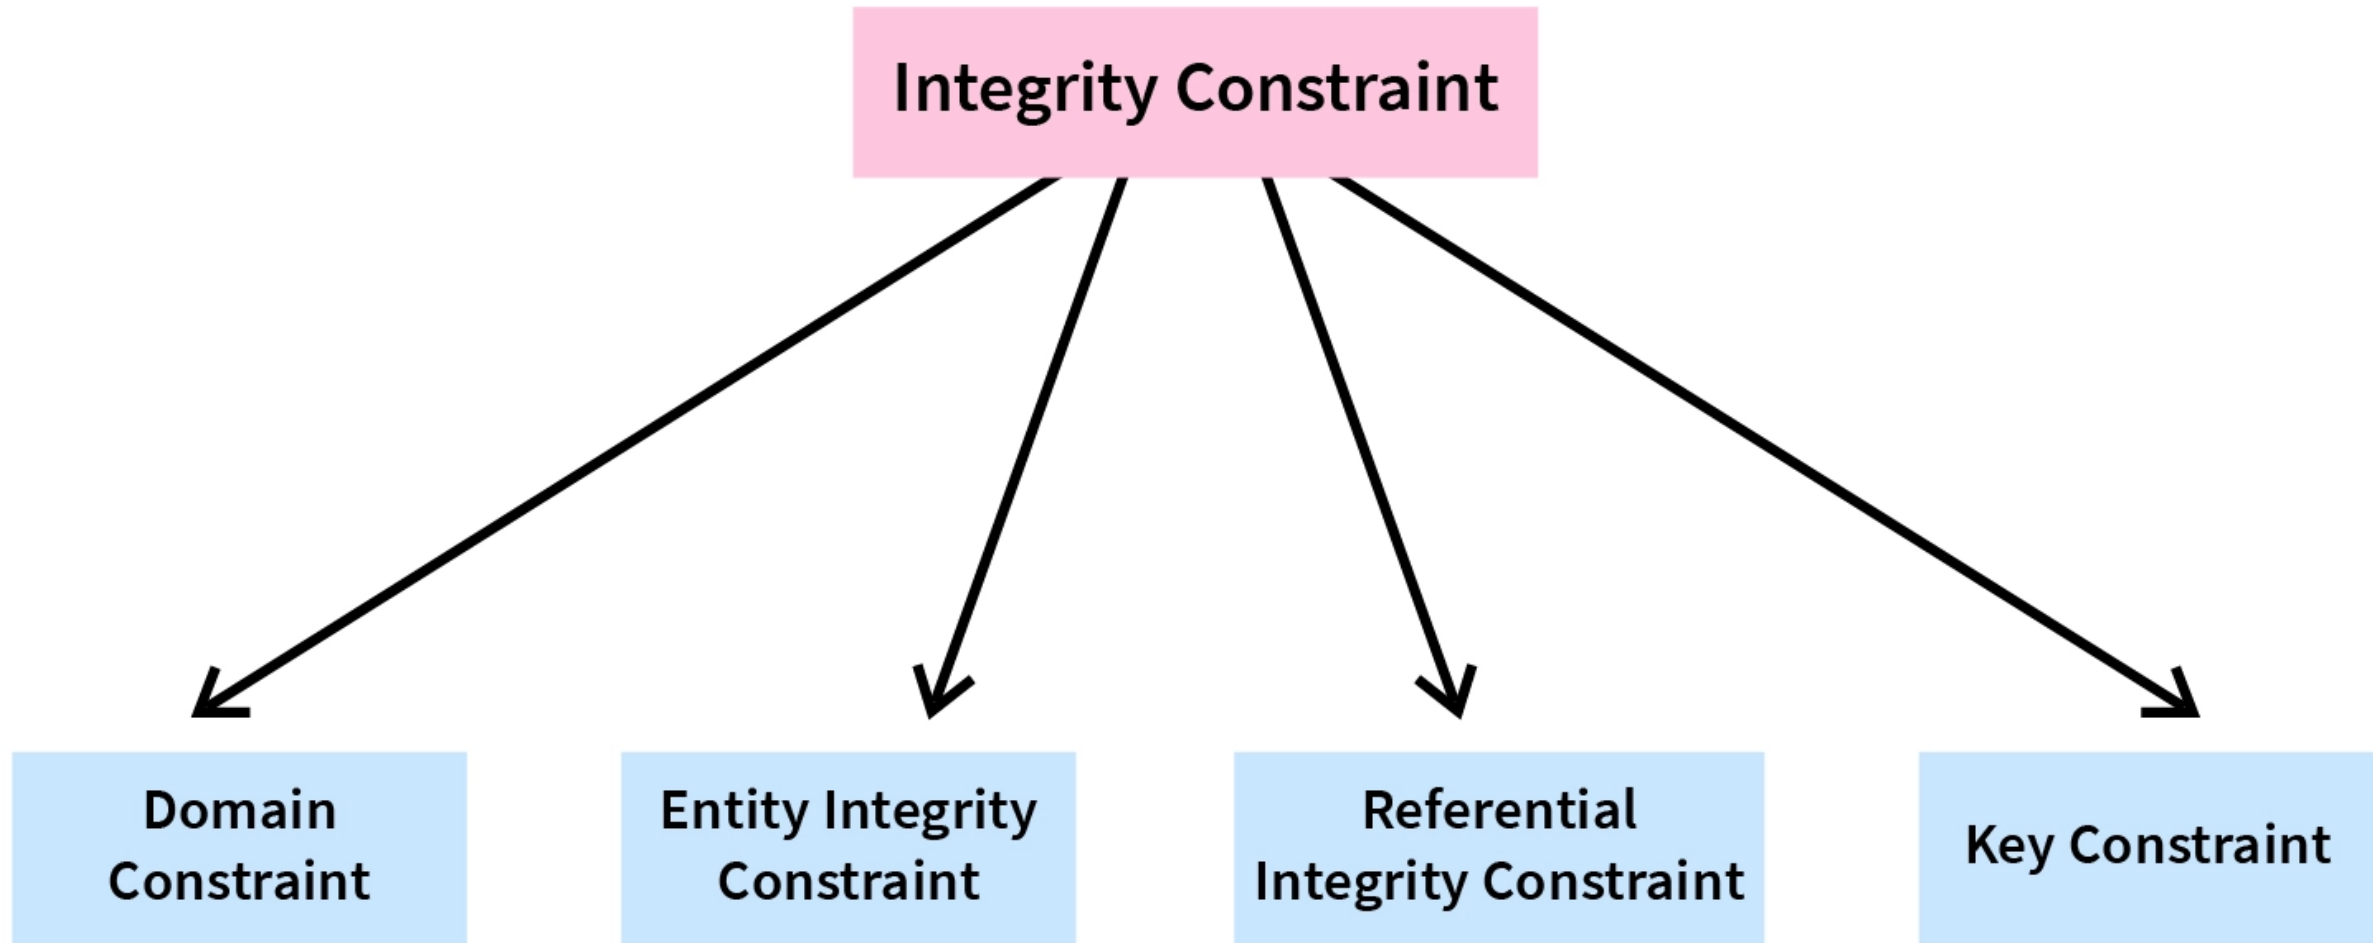 Integrity Constraint
Domain
Constraint
Entity Integrity
Constraint
Referential
Integrity Constraint
Key Constraint